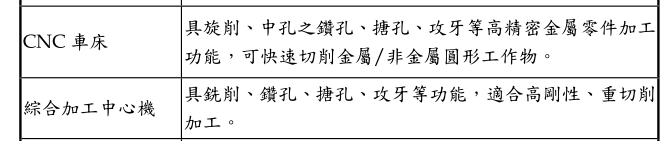 CNC 車床
具旋削、中孔之鑽孔、搪孔、攻牙等高精密金屬零件加工
功能，可快速切削金屬/非金屬圓形工作物。
綜合加工中心機
具銑削、鑽孔、搪孔、攻牙等功能，適合高剛性、重切削
加工。